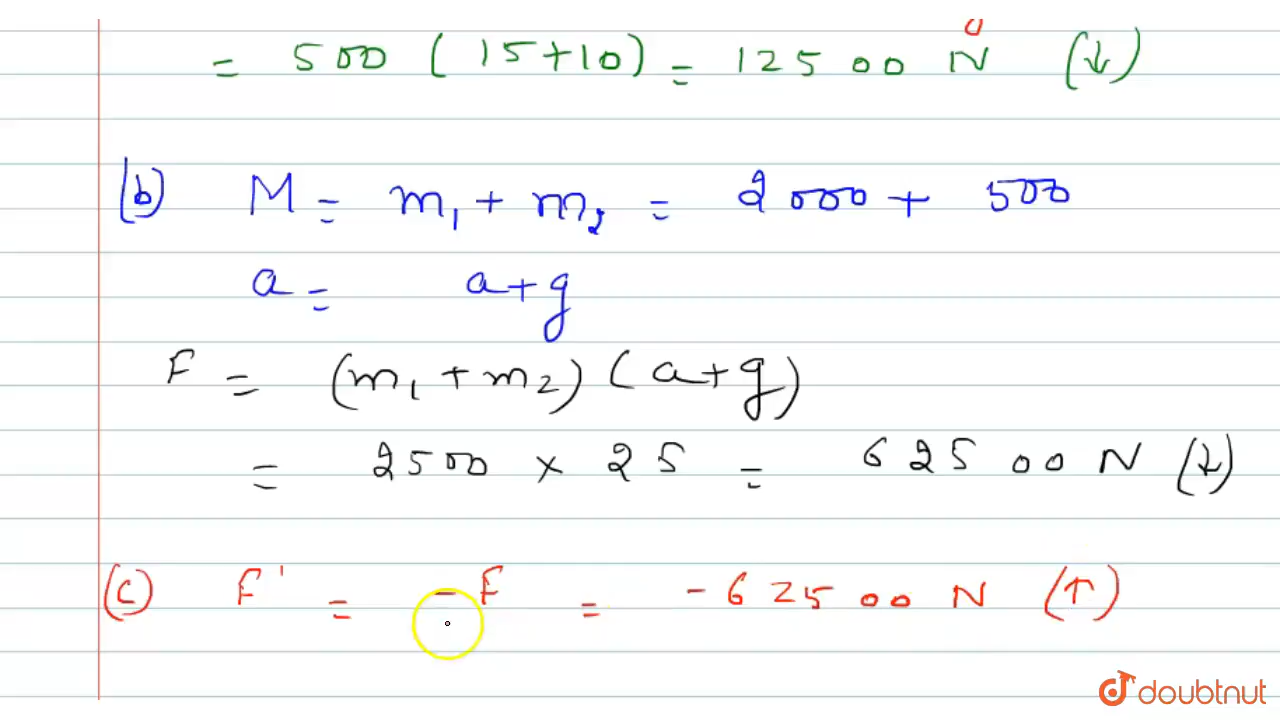 = 500 (15+10) = 12500 N (↓)
(b) M = m₁ + m₂ = 2000 + 500
a = a+g
F = (m₁ + m₂) (a+g)
= 2500 × 25 = 62500 N (↓)
(c) F' = -F = -62500 N (↑)
doubtnut